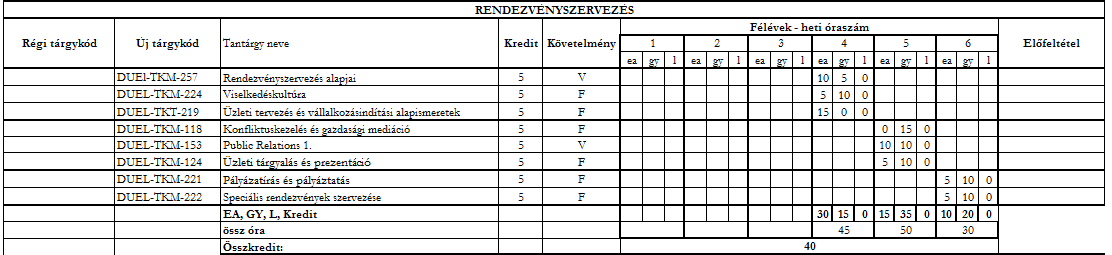 RENDEZVÉNYSZERVEZÉS
Félévek - heti óraszám
Régi tárgykód Új tárgykód Tantárgy neve Kredit Követelmény 1 2 3 4 5 6 Előfeltétel
ea gy l ea gy l ea gy l ea gy l ea gy l ea gy l
DUEl-TKM-257 Rendezvényszervezés alapjai 5 V 10 5 0
DUEL-TKM-224 Viselkedéskultúra 5 F 5 10 0
DUEL-TKT-219 Üzleti tervezés és vállalkozásindítási alapismeretek 5 F 15 0 0
DUEL-TKM-118 Konfliktuskezelés és gazdasági mediáció 5 F 0 15 0
DUEL-TKM-153 Public Relations 1. 5 V 10 10 0
DUEL-TKM-124 Üzleti tárgyalás és prezentáció 5 F 5 10 0
DUEL-TKM-221 Pályázatírás és pályáztatás 5 F 5 10 0
DUEL-TKM-222 Speciális rendezvények szervezése 5 F 5 10 0
EA, GY, L, Kredit 30 15 0 15 35 0 10 20 0
össz óra 45 50 30
Összkredit: 40